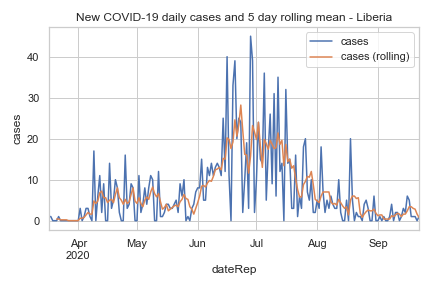 New COVID-19 daily cases and 5 day rolling mean - Liberia
cases
cases (rolling)
cases
40
30
20
10
0
Apr May Jun Jul Aug Sep
2020
dateRep